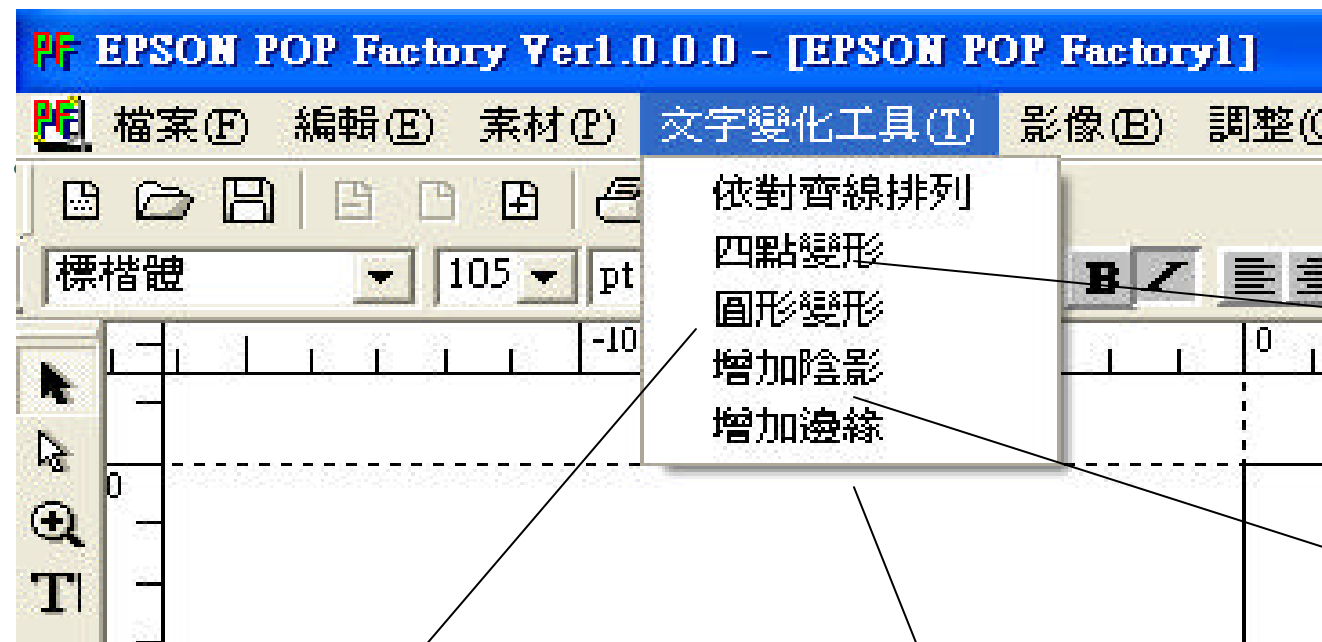 EPSON POP Factory Ver1.0.0.0 - [EPSON POP Factory1]
檔案(F) 編輯(E) 素材(P) 文字變化工具(T) 影像(B) 調整(
依對齊線排列
四點變形
圓形變形
增加陰影
增加邊緣
標楷體 105 pt B I
-10 0
0
T